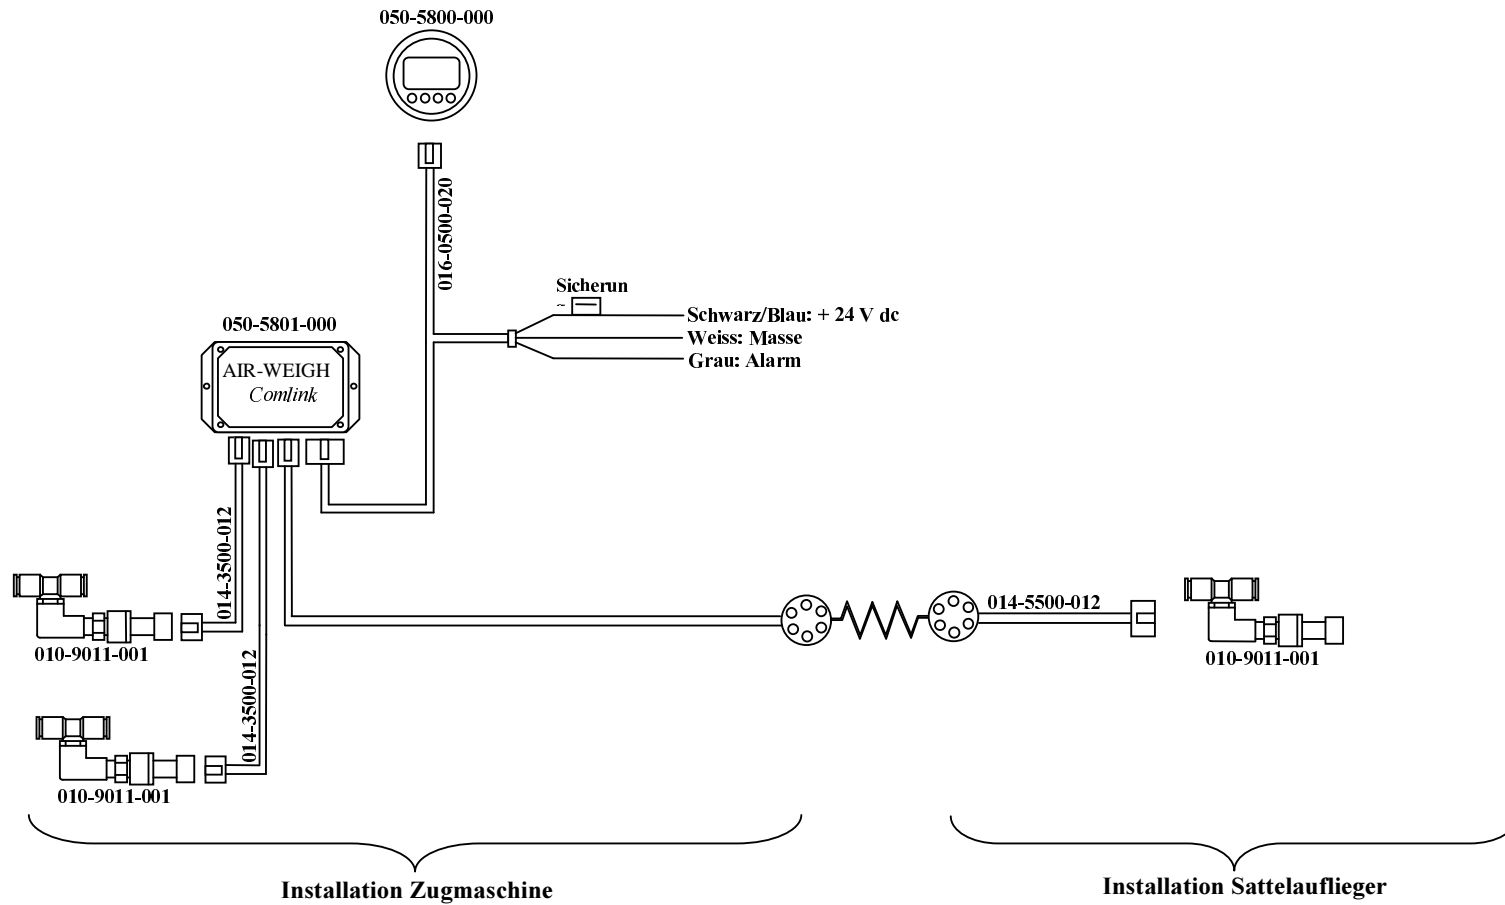 050-5800-000
016-0500-020
Sicherun
Schwarz/Blau: + 24 V dc
Weiss: Masse
Grau: Alarm
050-5801-000
AIR-WEIGH
Comlink
014-3500-012
014-3500-012
014-5500-012
010-9011-001
010-9011-001
010-9011-001
Installation Zugmaschine
Installation Sattelauflieger